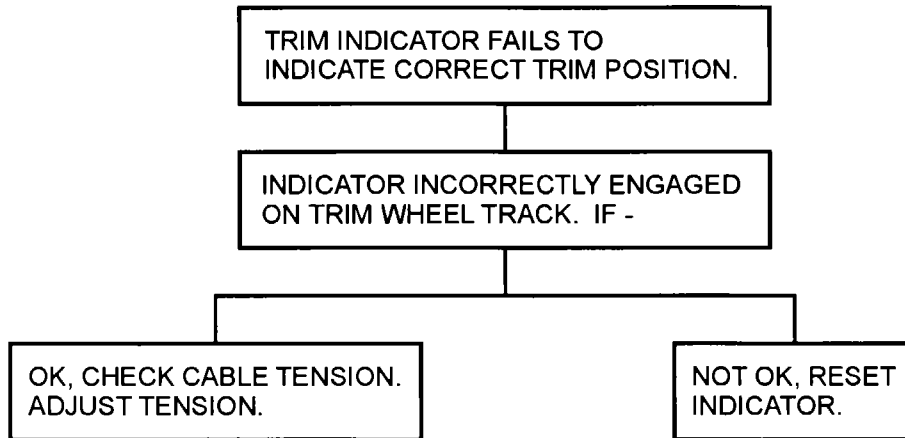 TRIM INDICATOR FAILS TO
INDICATE CORRECT TRIM POSITION.
INDICATOR INCORRECTLY ENGAGED
ON TRIM WHEEL TRACK. IF -
OK, CHECK CABLE TENSION.
ADJUST TENSION.
NOT OK, RESET
INDICATOR.